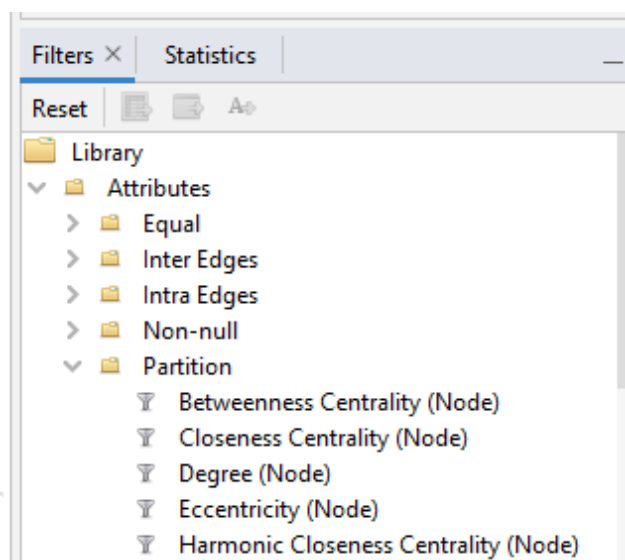 Filters Statistics
Reset A
Library
Attributes
Equal
Inter Edges
Intra Edges
Non-null
Partition
Betweenness Centrality (Node)
Closeness Centrality (Node)
Degree (Node)
Eccentricity (Node)
Harmonic Closeness Centrality (Node)